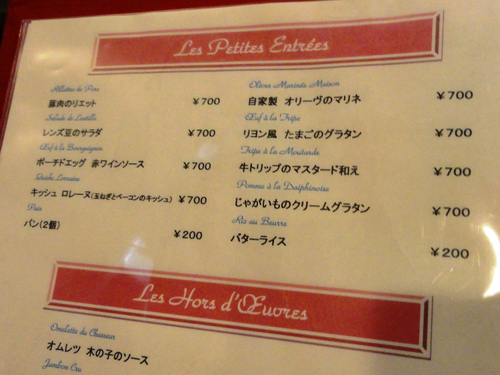 Les Petites Entrées
Rillettes de Porc
豚肉のリエット ￥700
Salade de Lentille
レンズ豆のサラダ ￥700
Œuf à la Bourguignon
ポーチドエッグ 赤ワインソース ￥700
Quiche Lorraine
キッシュ ロレーヌ(玉ねぎとベーコンのキッシュ) ￥700
Pain
パン(2個) ￥200
Olives Marinée Maison
自家製 オリーヴのマリネ ￥700
Œuf à la Tripe
リヨン風 たまごのグラタン ￥700
Tripe à la Moutarde
牛トリップのマスタード和え ￥700
Pomme à la Dauphinoise
じゃがいものクリームグラタン ￥700
Riz au Beurre
バターライス ￥200
Les Hors d'Œuvres
Omelette du Chasseur
オムレツ 木の子のソース
Jambon Cru